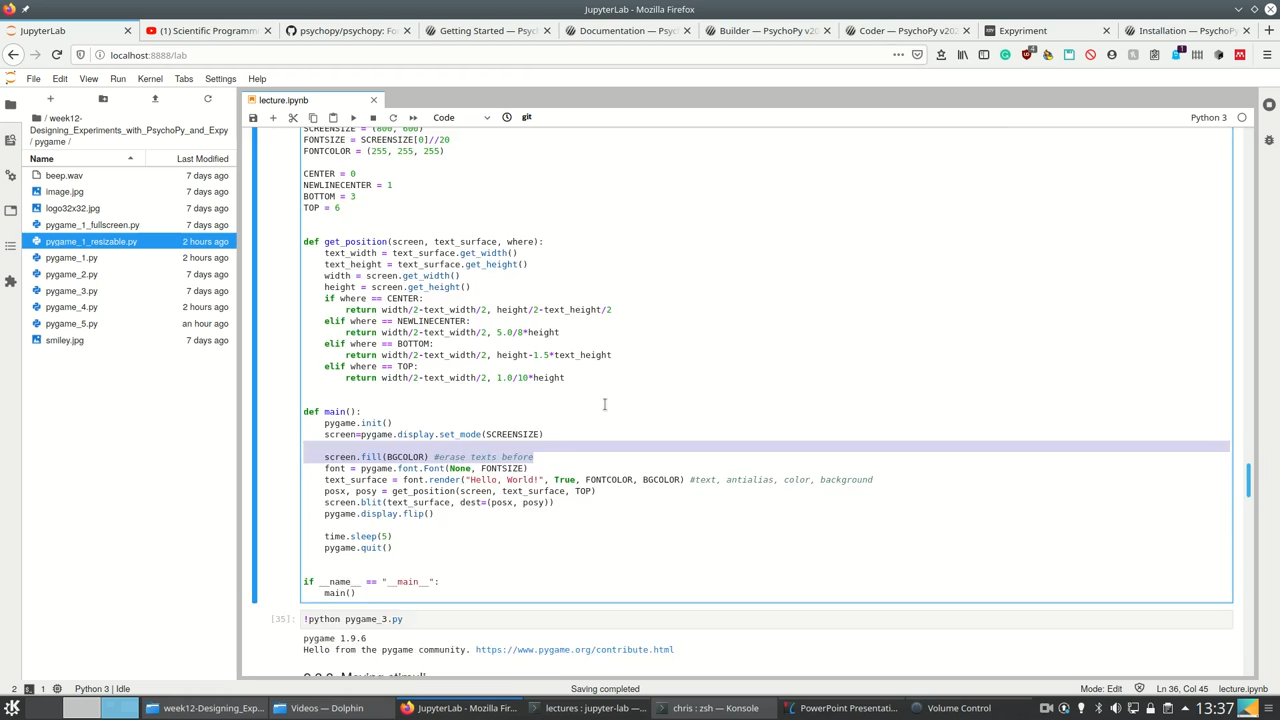 JupyterLab - Mozilla Firefox
JupyterLab
(1) Scientific Programm
psychopy/psychopy: Fo
Getting Started — Psyc
Documentation — Psyc
Builder — PsychoPy v20
Coder — PsychoPy v202
Expyriment
Installation — PsychoPy
localhost:8888/lab
File Edit View Run Kernel Tabs Settings Help
lecture.ipynb
Code
git
Python 3
/ week12-
Designing_Experiments_with_PsychoPy_and_Expy
/ pygame /
Name Last Modified
beep.wav 7 days ago
image.jpg 7 days ago
logo32x32.jpg 7 days ago
pygame_1_fullscreen.py 7 days ago
pygame_1_resizable.py 2 hours ago
pygame_1.py 2 hours ago
pygame_2.py 7 days ago
pygame_3.py 7 days ago
pygame_4.py 2 hours ago
pygame_5.py an hour ago
smiley.jpg 7 days ago
SCREENSIZE = (800, 600)
FONTSIZE = SCREENSIZE[0]//20
FONTCOLOR = (255, 255, 255)
CENTER = 0
NEWLINECENTER = 1
BOTTOM = 3
TOP = 6
def get_position(screen, text_surface, where):
text_width = text_surface.get_width()
text_height = text_surface.get_height()
width = screen.get_width()
height = screen.get_height()
if where == CENTER:
return width/2-text_width/2, height/2-text_height/2
elif where == NEWLINECENTER:
return width/2-text_width/2, 5.0/8*height
elif where == BOTTOM:
return width/2-text_width/2, height-1.5*text_height
elif where == TOP:
return width/2-text_width/2, 1.0/10*height
def main():
pygame.init()
screen=pygame.display.set_mode(SCREENSIZE)
screen.fill(BGCOLOR) #erase texts before
font = pygame.font.Font(None, FONTSIZE)
text_surface = font.render("Hello, World!", True, FONTCOLOR, BGCOLOR) #text, antialias, color, background
posx, posy = get_position(screen, text_surface, TOP)
screen.blit(text_surface, dest=(posx, posy))
pygame.display.flip()
time.sleep(5)
pygame.quit()
if __name__ == "__main__":
main()
[35]: !python pygame_3.py
pygame 1.9.6
Hello from the pygame community. https://www.pygame.org/contribute.html
2 1 Python 3 | Idle
Saving completed
Mode: Edit
Ln 36, Col 45
lecture.ipynb
week12-Designing_Exp...
Videos — Dolphin
JupyterLab - Mozilla Fi...
lectures : jupyter-lab —...
chris : zsh — Konsole
PowerPoint Presentati...
Volume Control
13:37